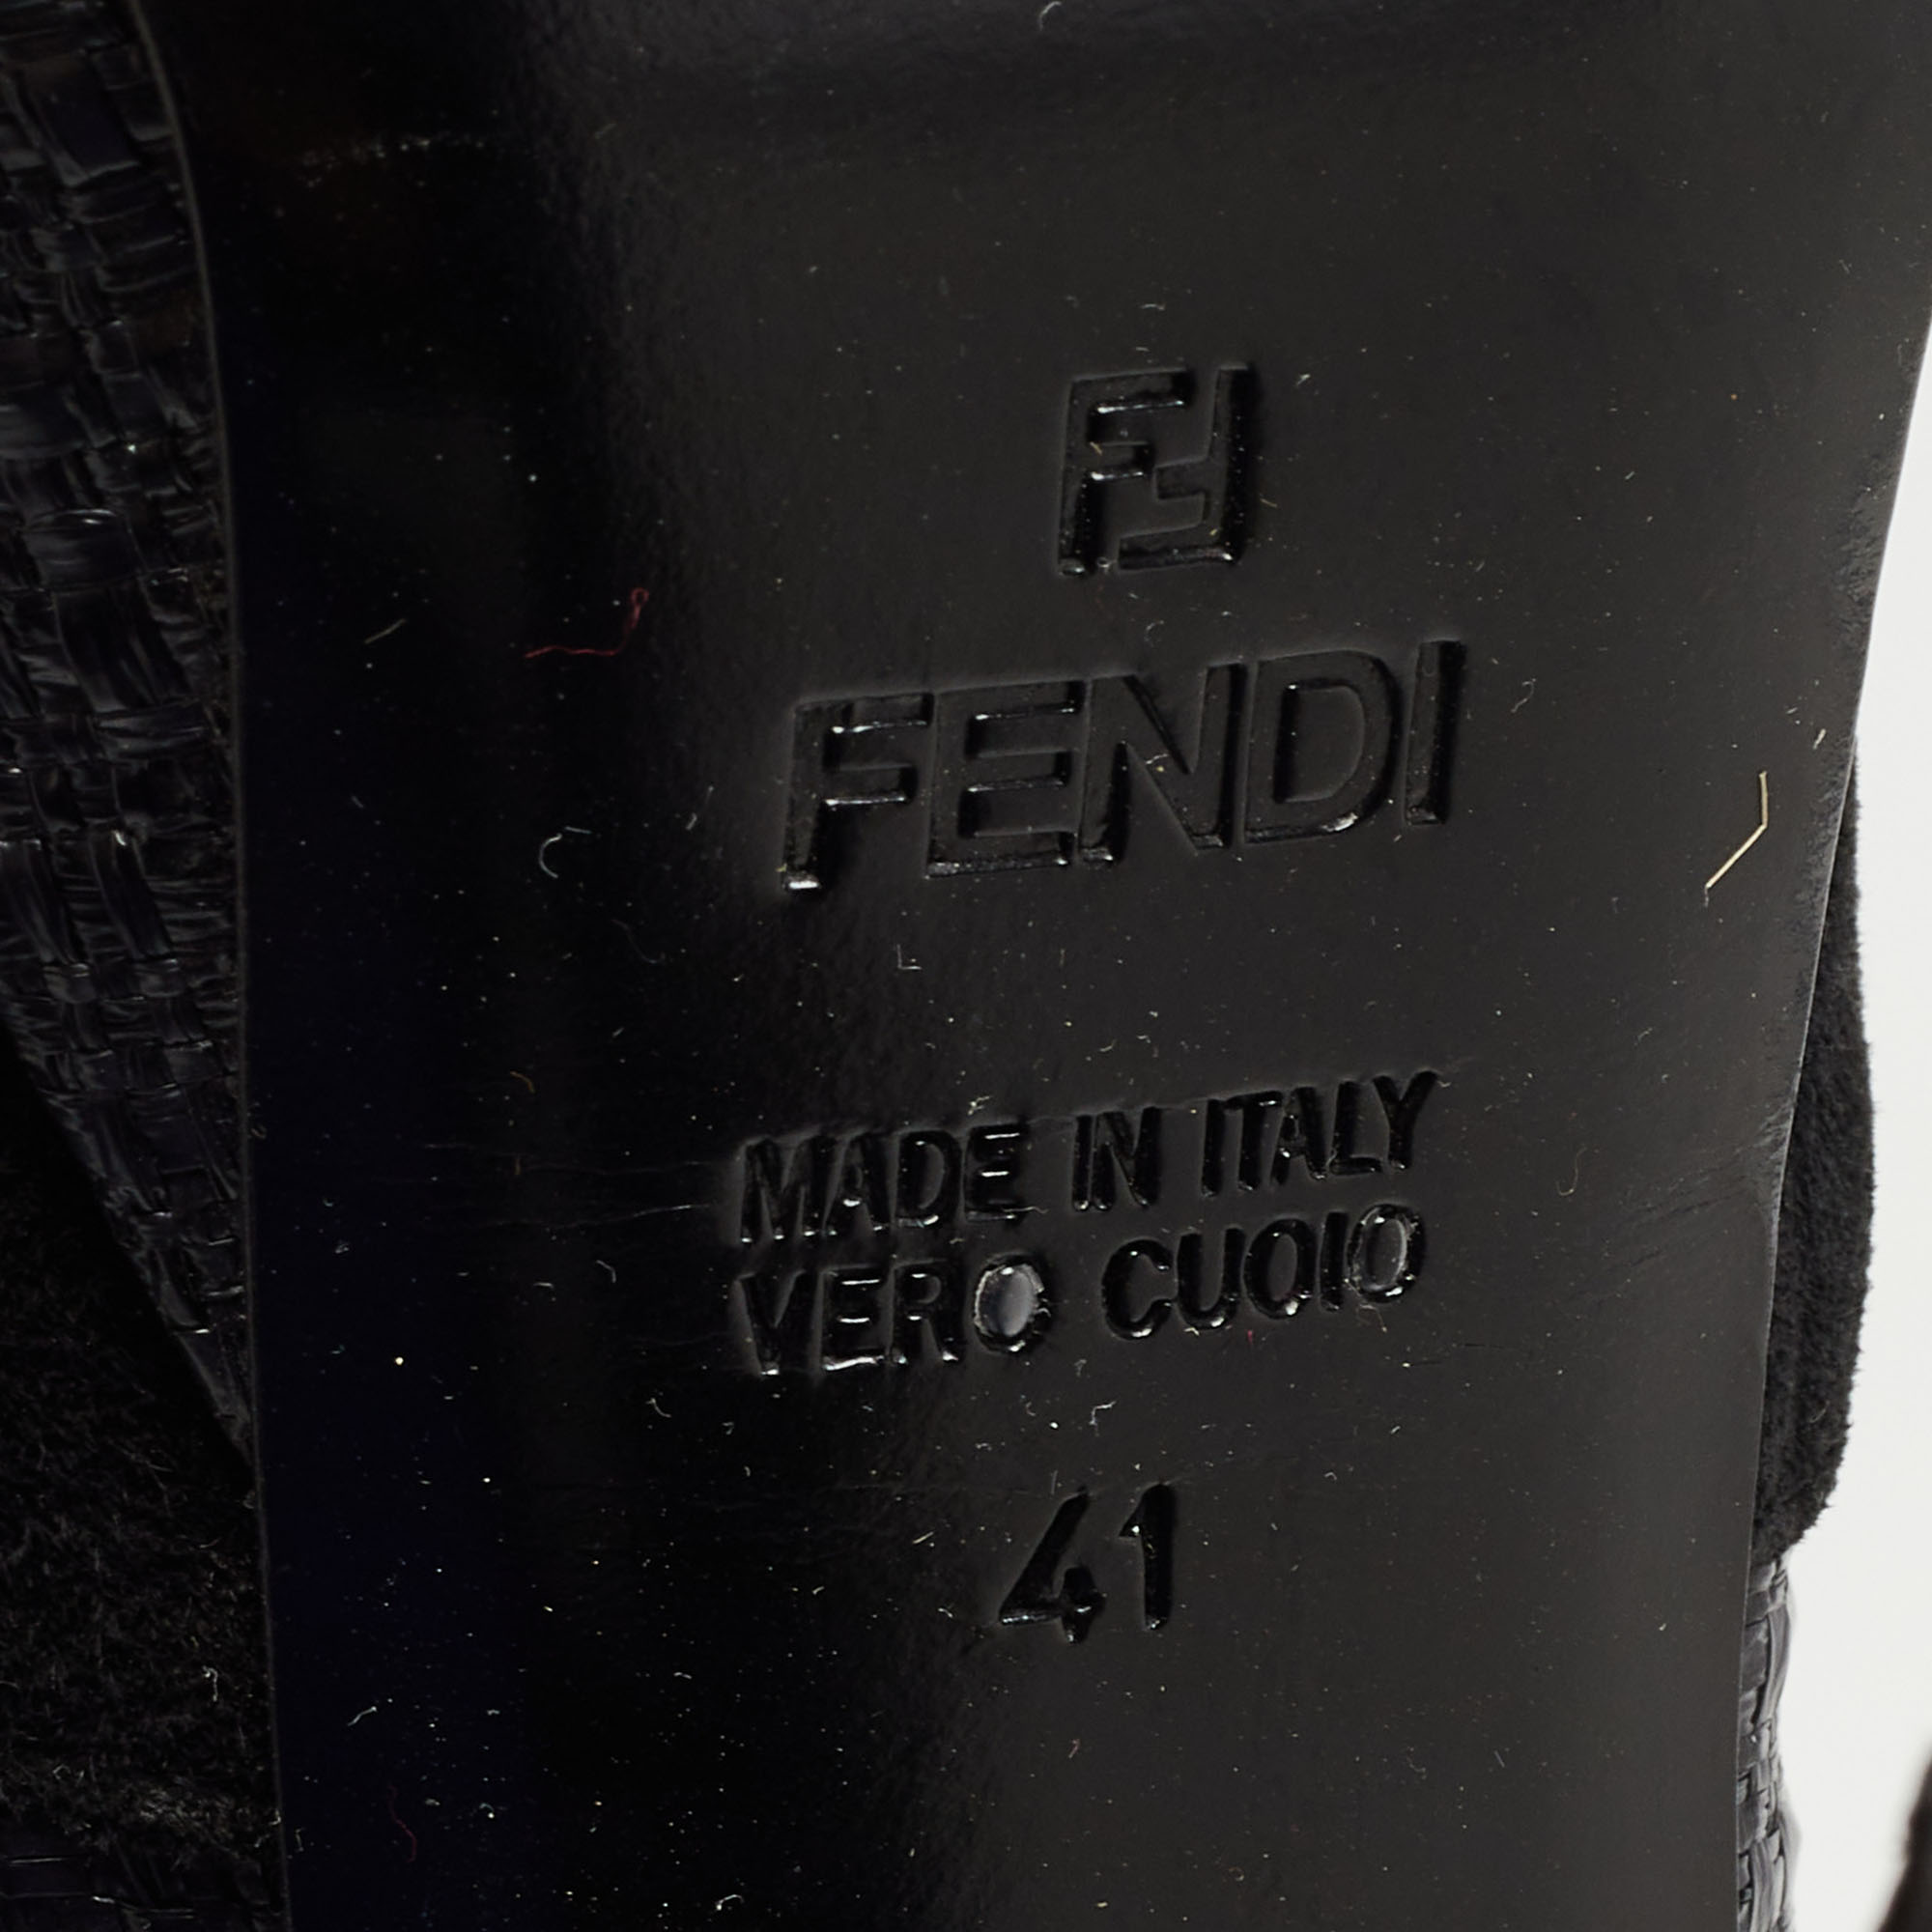 FF
FENDI
MADE IN ITALY
VERO CUOIO
41